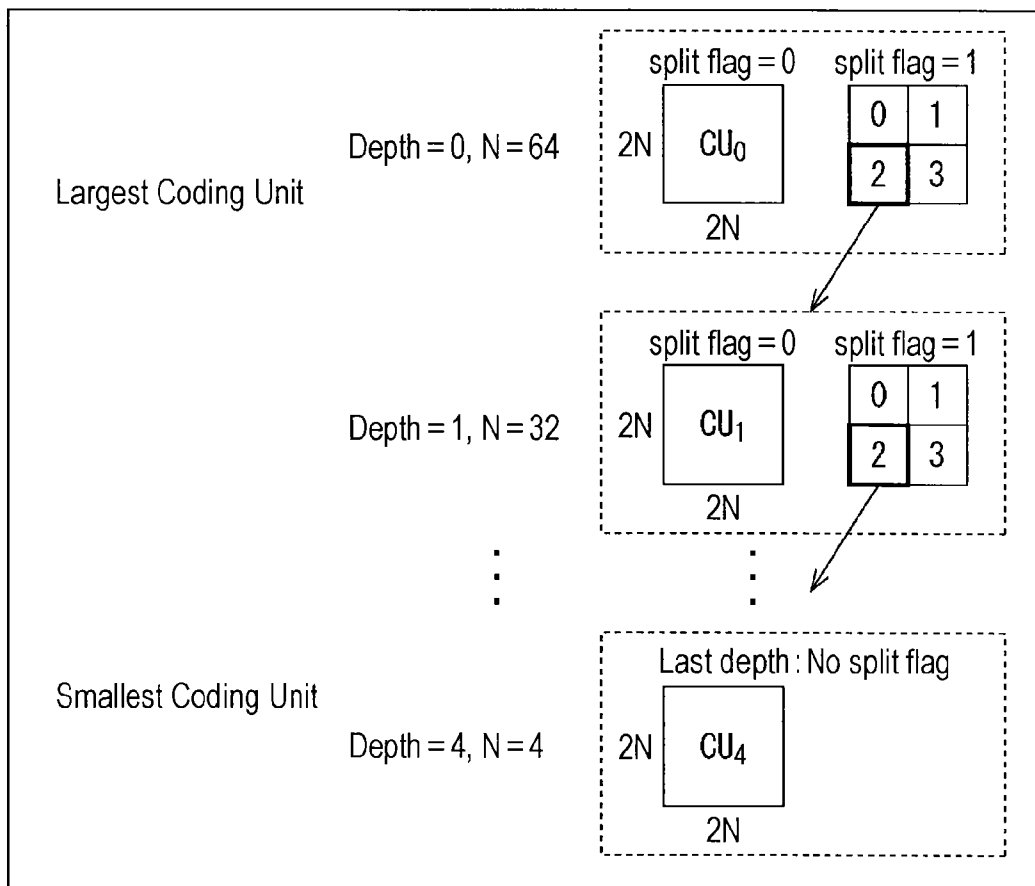 split flag = 0 split flag = 1
0 1
Depth = 0, N = 64 2N CU₀
2 3
Largest Coding Unit
2N
split flag = 0 split flag = 1
0 1
Depth = 1, N = 32 2N CU₁
2 3
2N
Last depth : No split flag
Smallest Coding Unit
Depth = 4, N = 4 2N CU₄
2N